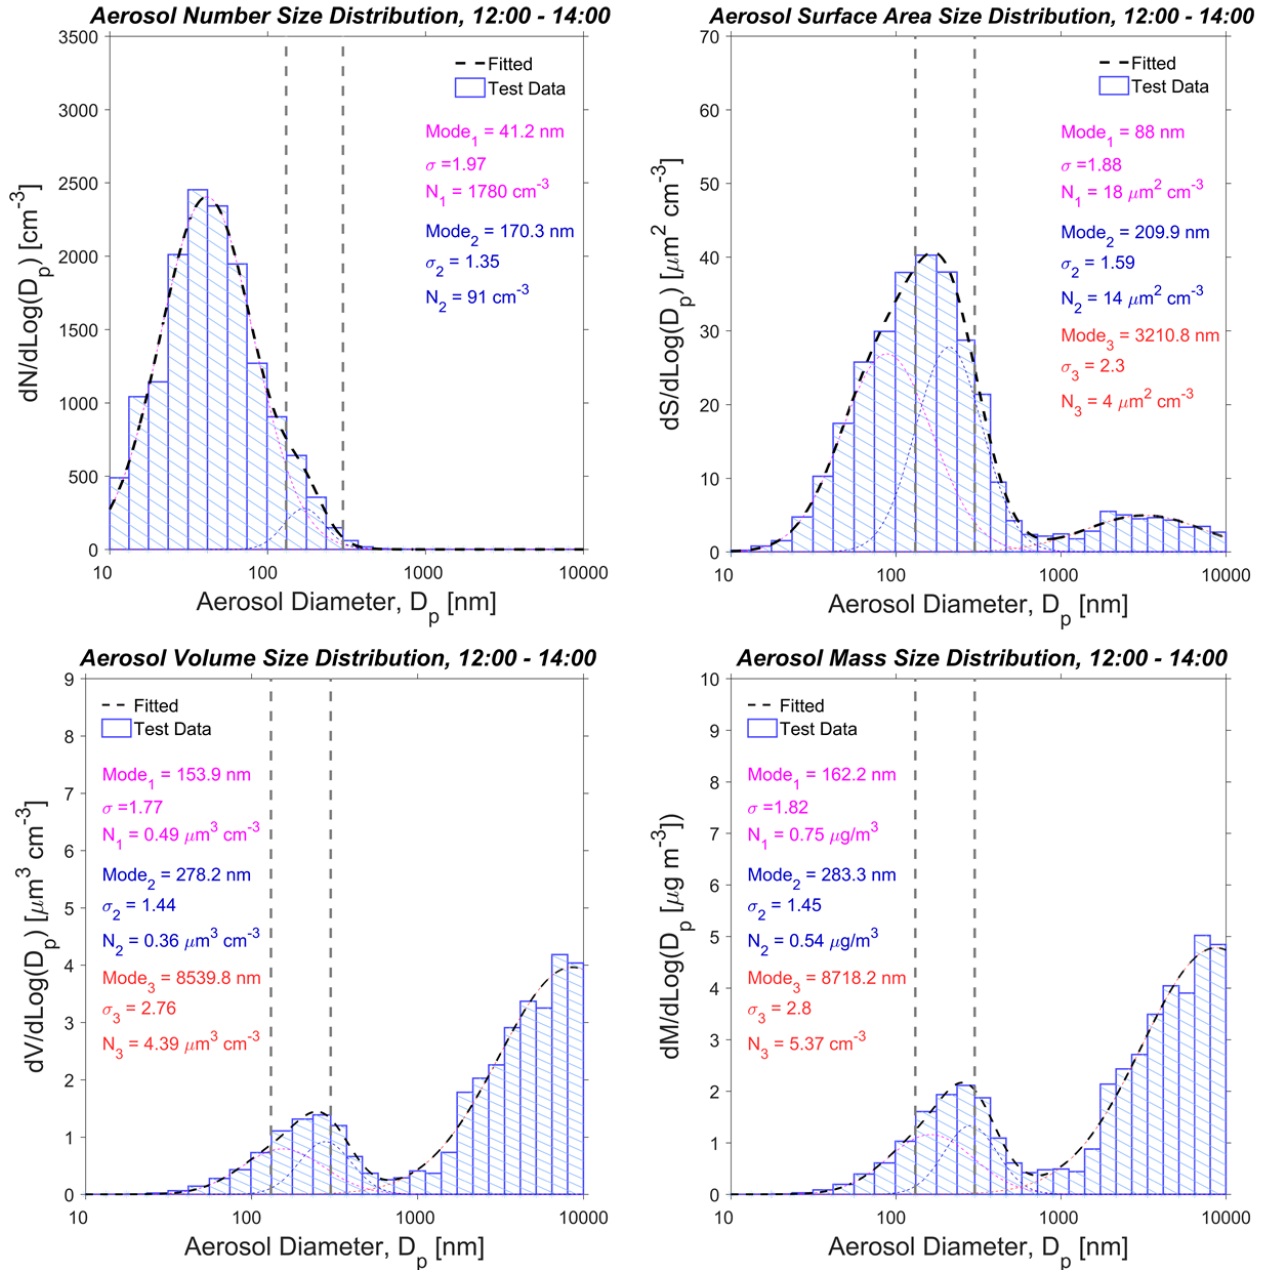 Aerosol Number Size Distribution, 12:00 - 14:00
3500
3000
2500
2000
1500
1000
500
0
dN/dLog(Dp) [cm-3]
Fitted
Test Data
Mode1 = 41.2 nm
σ =1.97
N1 = 1780 cm-3
Mode2 = 170.3 nm
σ2 = 1.35
N2 = 91 cm-3
10 100 1000 10000
Aerosol Diameter, Dp [nm]
Aerosol Surface Area Size Distribution, 12:00 - 14:00
70
60
50
40
30
20
10
0
dS/dLog(Dp) [μm2 cm-3]
Fitted
Test Data
Mode1 = 88 nm
σ =1.88
N1 = 18 μm2 cm-3
Mode2 = 209.9 nm
σ2 = 1.59
N2 = 14 μm2 cm-3
Mode3 = 3210.8 nm
σ3 = 2.3
N3 = 4 μm2 cm-3
10 100 1000 10000
Aerosol Diameter, Dp [nm]
Aerosol Volume Size Distribution, 12:00 - 14:00
9
8
7
6
5
4
3
2
1
0
dV/dLog(Dp) [μm3 cm-3]
Fitted
Test Data
Mode1 = 153.9 nm
σ =1.77
N1 = 0.49 μm3 cm-3
Mode2 = 278.2 nm
σ2 = 1.44
N2 = 0.36 μm3 cm-3
Mode3 = 8539.8 nm
σ3 = 2.76
N3 = 4.39 μm3 cm-3
10 100 1000 10000
Aerosol Diameter, Dp [nm]
Aerosol Mass Size Distribution, 12:00 - 14:00
10
9
8
7
6
5
4
3
2
1
0
dM/dLog(Dp [μg m-3])
Fitted
Test Data
Mode1 = 162.2 nm
σ =1.82
N1 = 0.75 μg/m3
Mode2 = 283.3 nm
σ2 = 1.45
N2 = 0.54 μg/m3
Mode3 = 8718.2 nm
σ3 = 2.8
N3 = 5.37 cm-3
10 100 1000 10000
Aerosol Diameter, Dp [nm]